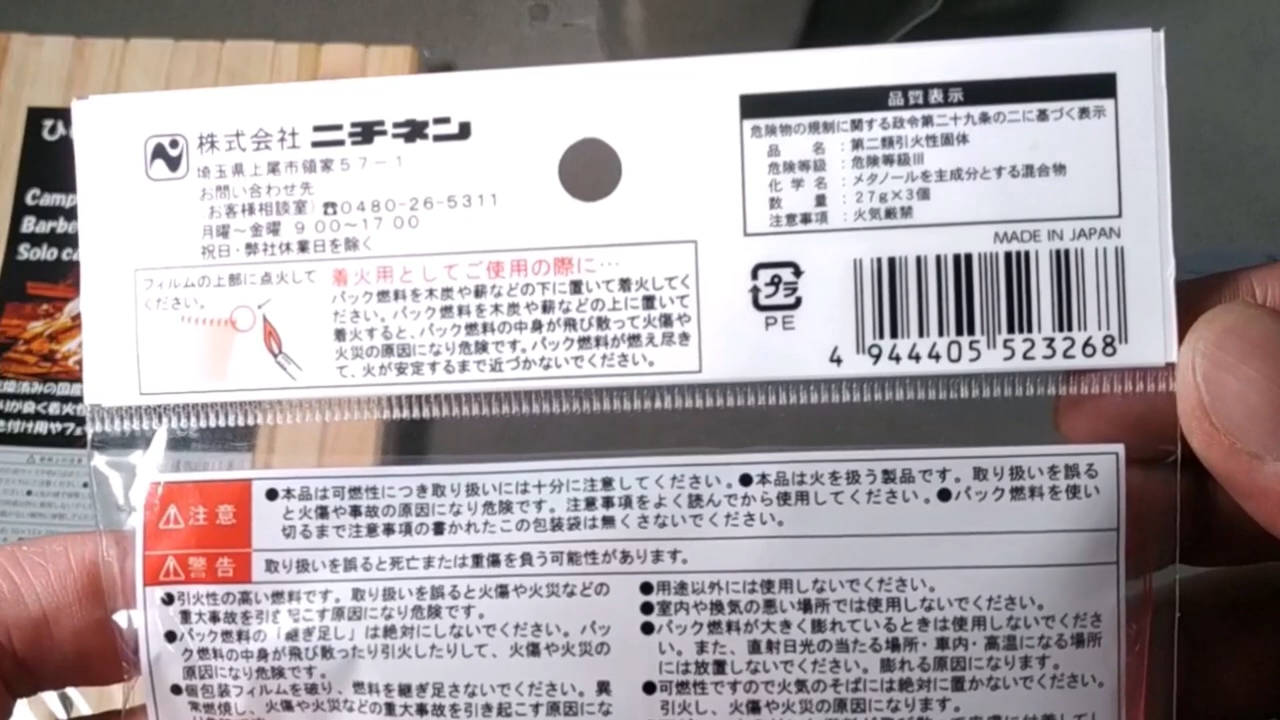 株式会社 ニチネン
埼玉県上尾市領家57-1
お問い合わせ先
(お客様相談室)☎0480-26-5311
月曜〜金曜 9:00〜17:00
祝日・弊社休業日を除く
フィルムの上部に点火して
ください。
着火用としてご使用の際に…
パック燃料を木炭や薪などの下に置いて着火してく
ださい。パック燃料を木炭や薪などの上に置いて
着火すると、パック燃料の中身が飛び散って火傷や
火災の原因になり危険です。パック燃料が燃え尽き
て、火が安定するまで近づかないでください。
品質表示
危険物の規制に関する政令第二十九条の二に基づく表示
品名:第二類引火性固体
危険等級:危険等級Ⅲ
化学名:メタノールを主成分とする混合物
数量:27g×3個
注意事項:火気厳禁
MADE IN JAPAN
プラ
PE
4 944405 523268
Camp
Barbe
Solo ca
⚠注意
●本品は可燃性につき取り扱いには十分に注意してください。●本品は火を扱う製品です。取り扱いを誤る
と火傷や事故の原因になり危険です。注意事項をよく読んでから使用してください。●パック燃料を使い
切るまで注意事項の書かれたこの包装袋は無くさないでください。
⚠警告
取り扱いを誤ると死亡または重傷を負う可能性があります。
●引火性の高い燃料です。取り扱いを誤ると火傷や火災などの
重大事故を引き起こす原因になり危険です。
●パック燃料の「継ぎ足し」は絶対にしないでください。パッ
ク燃料の中身が飛び散ったり引火したりして、火傷や火災の
原因になり危険です。
●個包装フィルムを破り、燃料を継ぎ足さないでください。異
常燃焼し、火傷や火災などの重大事故を引き起こす原因にな
●用途以外には使用しないでください。
●室内や換気の悪い場所では使用しないでください。
●パック燃料が大きく膨れているときは使用しないでくださ
い。また、直射日光の当たる場所・車内・高温になる場所
には放置しないでください。膨れる原因になります。
●可燃性ですので火気のそばには絶対に置かないでください。
引火し、火傷や火災の原因になります。